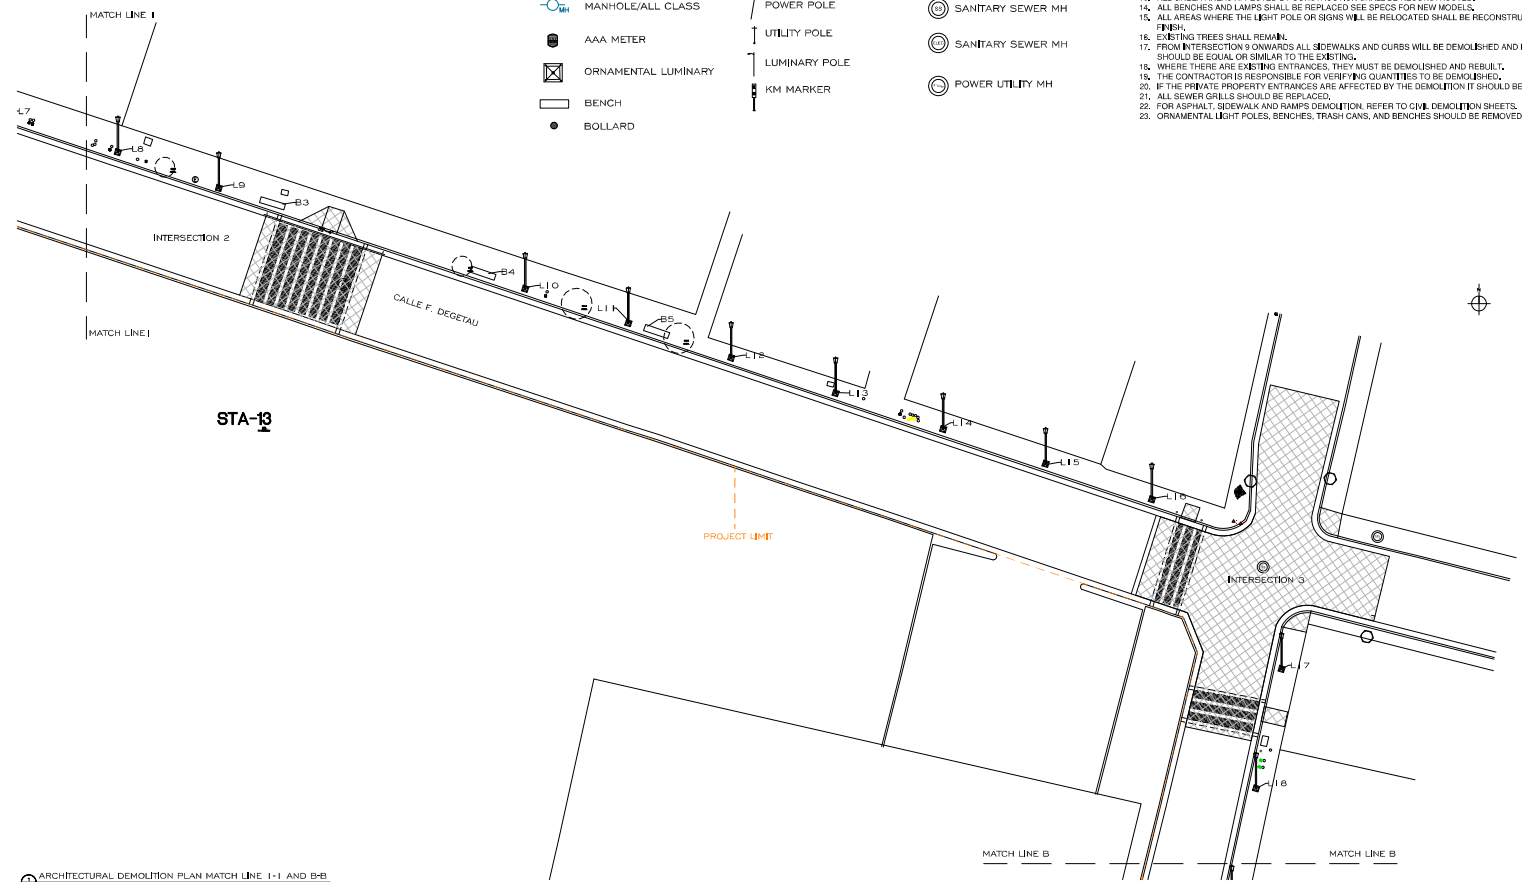 MANHOLE/ALL CLASS
MH
AAA METER
ORNAMENTAL LUMINARY
BENCH
BOLLARD
POWER POLE
UTILITY POLE
LUMINARY POLE
KM MARKER
SS
SANITARY SEWER MH
SANITARY SEWER MH
POWER UTILITY MH
14. ALL BENCHES AND LAMPS SHALL BE REPLACED SEE SPECS FOR NEW MODELS.
15. ALL AREAS WHERE THE LIGHT POLE OR SIGNS WILL BE RELOCATED SHALL BE RECONSTRU
FINISH.
16. EXISTING TREES SHALL REMAIN.
17. FROM INTERSECTION 9 ONWARDS ALL SIDEWALKS AND CURBS WILL BE DEMOLISHED AND
SHOULD BE EQUAL OR SIMILAR TO THE EXISTING.
18. WHERE THERE ARE EXISTING ENTRANCES, THEY MUST BE DEMOLISHED AND REBUILT.
19. THE CONTRACTOR IS RESPONSIBLE FOR VERIFYING QUANTITIES TO BE DEMOLISHED.
20. IF THE PRIVATE PROPERTY ENTRANCES ARE AFFECTED BY THE DEMOLITION IT SHOULD BE
21. ALL SEWER GRILLS SHOULD BE REPLACED.
22. FOR ASPHALT, SIDEWALK AND RAMPS DEMOLITION, REFER TO CIVIL DEMOLITION SHEETS.
23. ORNAMENTAL LIGHT POLES, BENCHES, TRASH CANS, AND BENCHES SHOULD BE REMOVED
MATCH LINE 1
L7
L8
L9
B3
INTERSECTION 2
B4
L10
CALLE F. DEGETAU
L11
B5
N
MATCH LINE 1
L12
L13
STA-13
L14
L15
L16
PROJECT LIMIT
INTERSECTION 3
L17
L18
MATCH LINE B
MATCH LINE B
1
ARCHITECTURAL DEMOLITION PLAN MATCH LINE 1-1 AND B-B